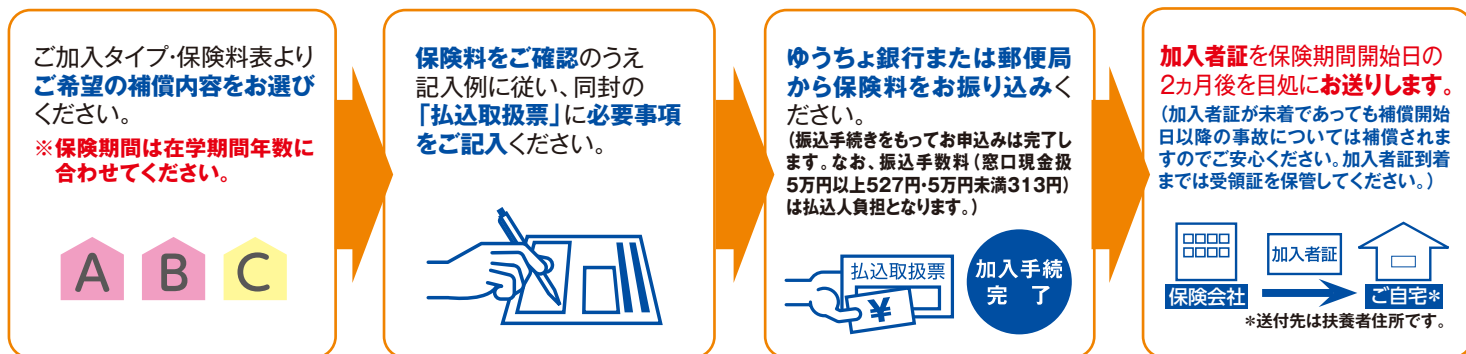 ご加入タイプ・保険料表より
ご希望の補償内容をお選び
ください。
※保険期間は在学期間年数に
合わせてください。
A B C
保険料をご確認のうえ
記入例に従い、同封の
「払込取扱票」に必要事項
をご記入ください。
ゆうちょ銀行または郵便局
から保険料をお振り込みく
ださい。
(振込手続きをもってお申込みは完了し
ます。なお、振込手数料(窓口現金扱
5万円以上527円・5万円未満313円)
は払込人負担となります。)
払込取扱票
¥
加入手続
完 了
加入者証を保険期間開始日の
2ヵ月後を目処にお送りします。
(加入者証が未着であっても補償開始
日以降の事故については補償されま
すのでご安心ください。加入者証到着
までは受領証を保管してください。)
加入者証
保険会社
ご自宅*
*送付先は扶養者住所です。